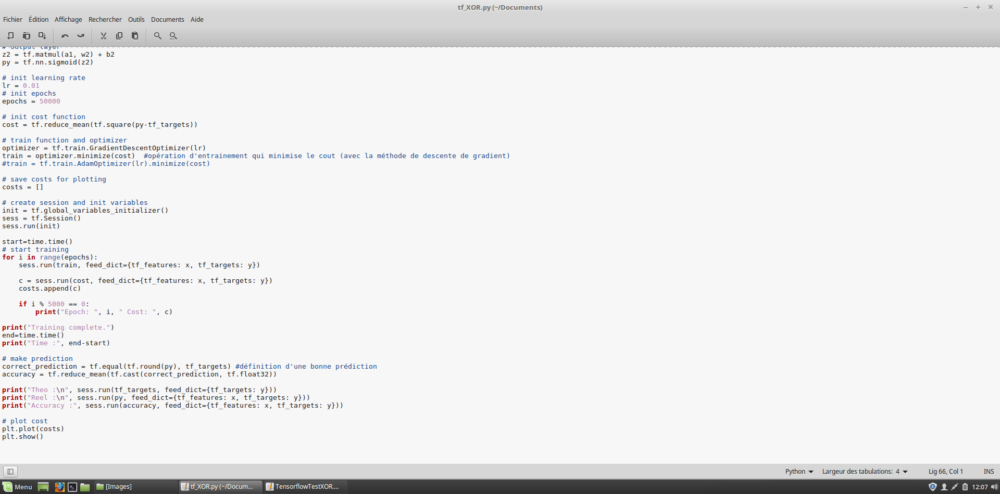 tf_XOR.py (~/Documents)
Fichier Édition Affichage Rechercher Outils Documents Aide
# output layer
z2 = tf.matmul(a1, w2) + b2
py = tf.nn.sigmoid(z2)
# init learning rate
lr = 0.01
# init epochs
epochs = 50000
# init cost function
cost = tf.reduce_mean(tf.square(py-tf_targets))
# train function and optimizer
optimizer = tf.train.GradientDescentOptimizer(lr)
train = optimizer.minimize(cost)  #opération d'entrainement qui minimise le cout (avec la méthode de descente de gradient)
#train = tf.train.AdamOptimizer(lr).minimize(cost)
# save costs for plotting
costs = []
# create session and init variables
init = tf.global_variables_initializer()
sess = tf.Session()
sess.run(init)
start=time.time()
# start training
for i in range(epochs):
    sess.run(train, feed_dict={tf_features: x, tf_targets: y})
    c = sess.run(cost, feed_dict={tf_features: x, tf_targets: y})
    costs.append(c)
    if i % 5000 == 0:
        print("Epoch: ", i, " Cost: ", c)
print("Training complete.")
end=time.time()
print("Time :", end-start)
# make prediction
correct_prediction = tf.equal(tf.round(py), tf_targets) #définition d'une bonne prédiction
accuracy = tf.reduce_mean(tf.cast(correct_prediction, tf.float32))
print("Theo :\n", sess.run(tf_targets, feed_dict={tf_targets: y}))
print("Reel :\n", sess.run(py, feed_dict={tf_features: x, tf_targets: y}))
print("Accuracy :", sess.run(accuracy, feed_dict={tf_features: x, tf_targets: y}))
# plot cost
plt.plot(costs)
plt.show()
Python Largeur des tabulations: 4 Lig 66, Col 1 INS
Menu [Images] tf_XOR.py (~/Docum... TensorflowTestXOR.... 12:07